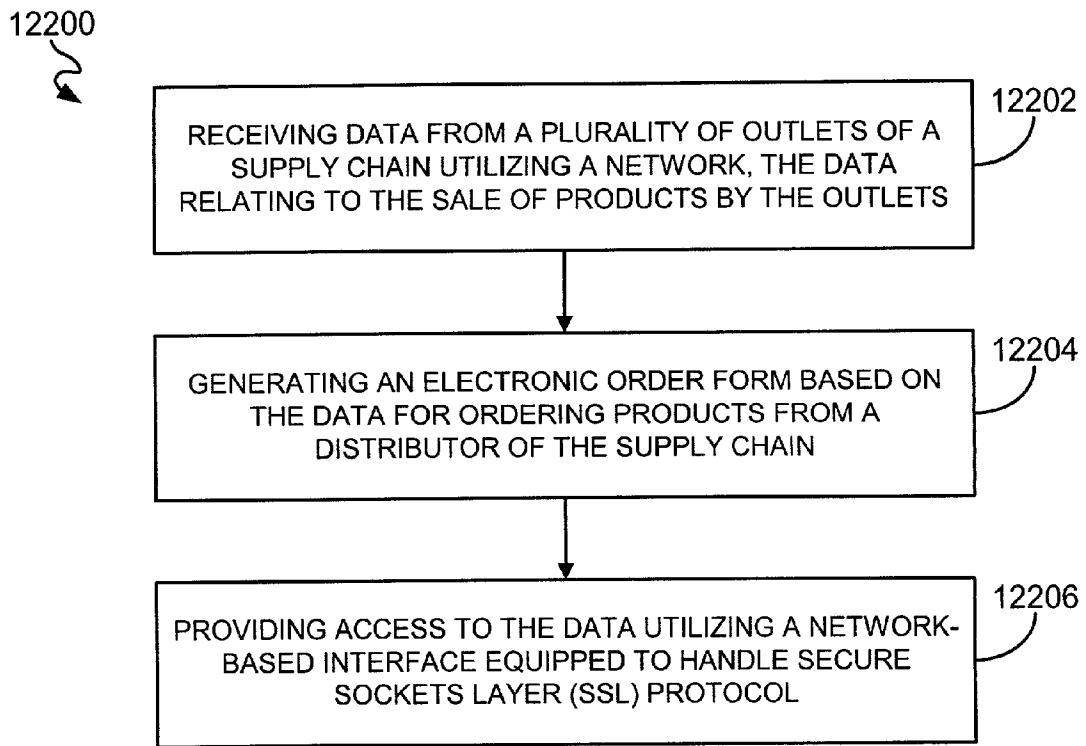 12200
12202
RECEIVING DATA FROM A PLURALITY OF OUTLETS OF A
SUPPLY CHAIN UTILIZING A NETWORK, THE DATA
RELATING TO THE SALE OF PRODUCTS BY THE OUTLETS
12204
GENERATING AN ELECTRONIC ORDER FORM BASED ON
THE DATA FOR ORDERING PRODUCTS FROM A
DISTRIBUTOR OF THE SUPPLY CHAIN
12206
PROVIDING ACCESS TO THE DATA UTILIZING A NETWORK-
BASED INTERFACE EQUIPPED TO HANDLE SECURE
SOCKETS LAYER (SSL) PROTOCOL